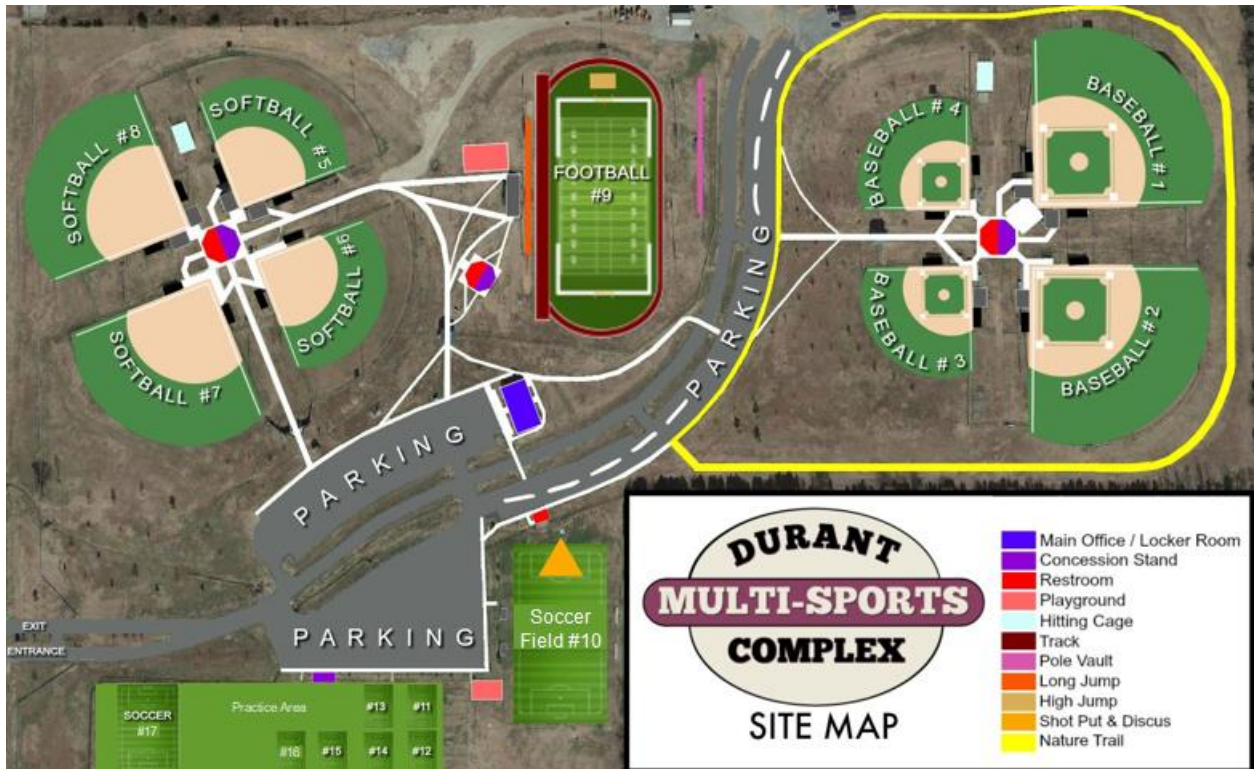 SOFTBALL #8
SOFTBALL #5
SOFTBALL #6
SOFTBALL #7
FOOTBALL
#9
BASEBALL # 4
BASEBALL # 1
BASEBALL # 3
BASEBALL #2
PARKING
PARKING
PARKING
EXIT
ENTRANCE
Soccer
Field #10
SOCCER
#17
Practice Area
#13
#11
#16
#15
#14
#12
DURANT
MULTI-SPORTS
COMPLEX
SITE MAP
Main Office / Locker Room
Concession Stand
Restroom
Playground
Hitting Cage
Track
Pole Vault
Long Jump
High Jump
Shot Put & Discus
Nature Trail